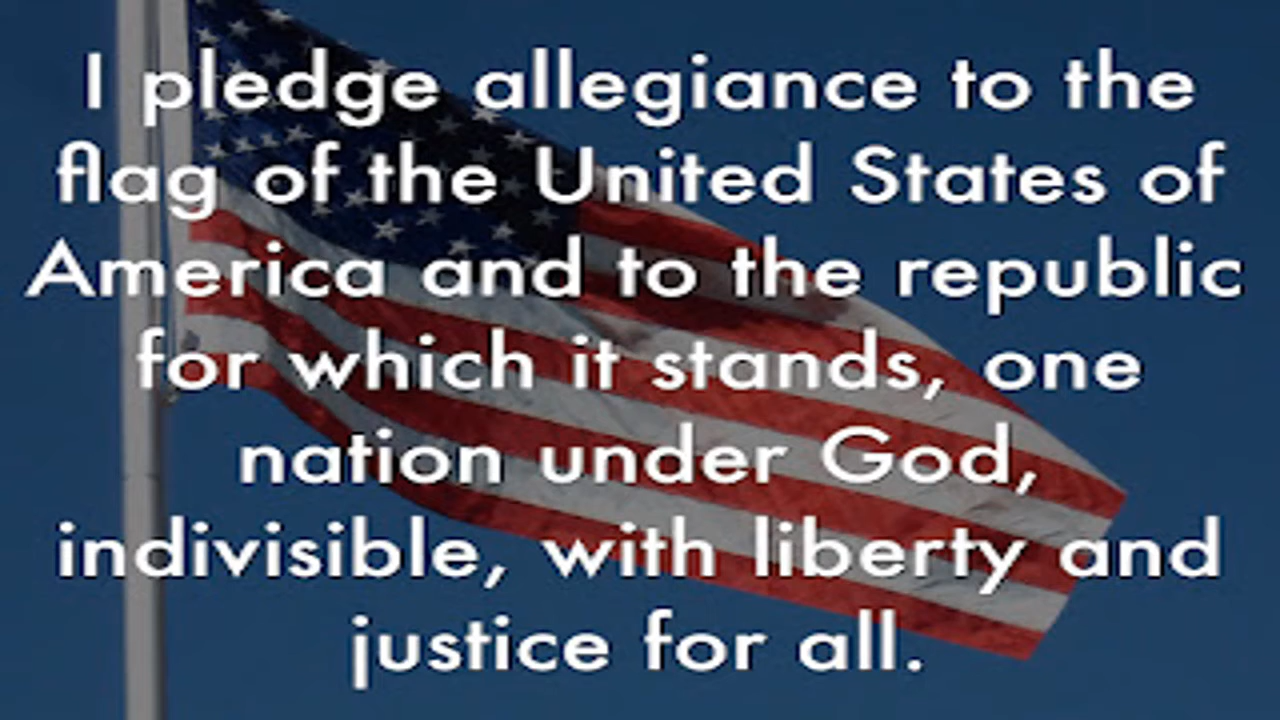 I pledge allegiance to the
flag of the United States of
America and to the republic
for which it stands, one
nation under God,
indivisible, with liberty and
justice for all.